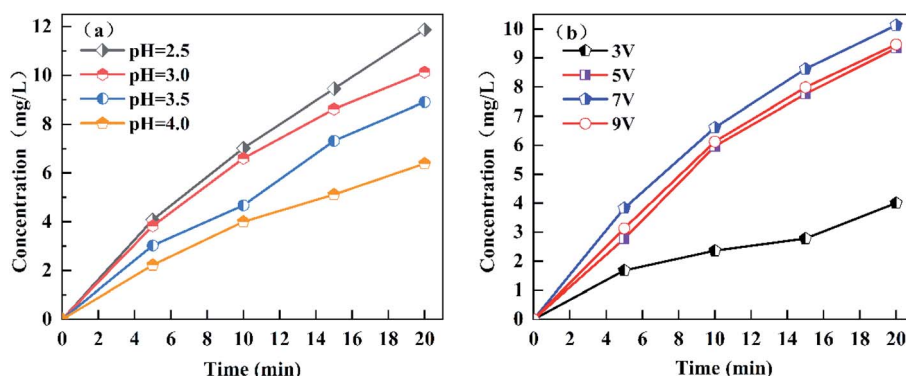 (a)
pH=2.5
pH=3.0
pH=3.5
pH=4.0
12
10
8
6
4
2
0
Concentration (mg/L)
0 2 4 6 8 10 12 14 16 18 20
Time (min)
(b)
3V
5V
7V
9V
10
9
8
7
6
5
4
3
2
1
0
Concentration (mg/L)
0 2 4 6 8 10 12 14 16 18 20
Time (min)